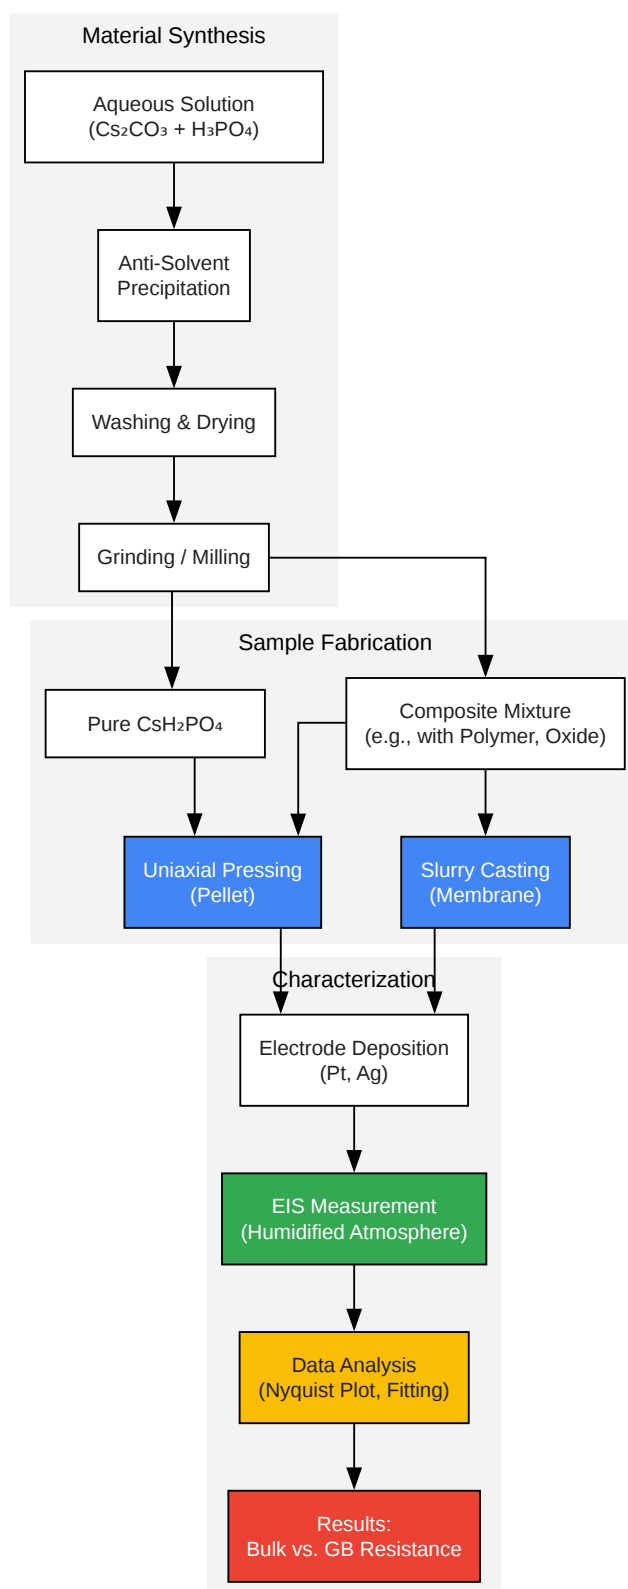 Material Synthesis
Aqueous Solution
(Cs₂CO₃ + H₃PO₄)
Anti-Solvent
Precipitation
Washing & Drying
Grinding / Milling
Sample Fabrication
Pure CsH₂PO₄
Composite Mixture
(e.g., with Polymer, Oxide)
Uniaxial Pressing
(Pellet)
Slurry Casting
(Membrane)
Characterization
Electrode Deposition
(Pt, Ag)
EIS Measurement
(Humidified Atmosphere)
Data Analysis
(Nyquist Plot, Fitting)
Results:
Bulk vs. GB Resistance